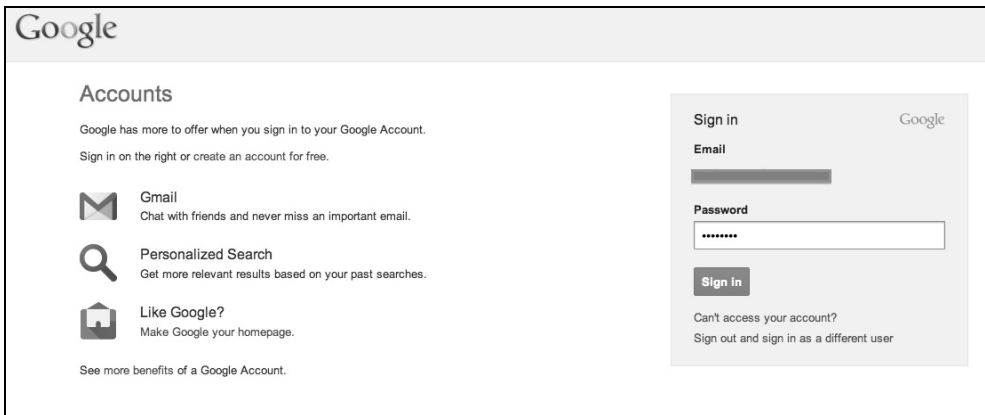 Google
Accounts
Google has more to offer when you sign in to your Google Account.
Sign in on the right or create an account for free.
Gmail
Chat with friends and never miss an important email.
Personalized Search
Get more relevant results based on your past searches.
Like Google?
Make Google your homepage.
See more benefits of a Google Account.
Sign in Google
Email
Password
••••••••
Sign in
Can't access your account?
Sign out and sign in as a different user